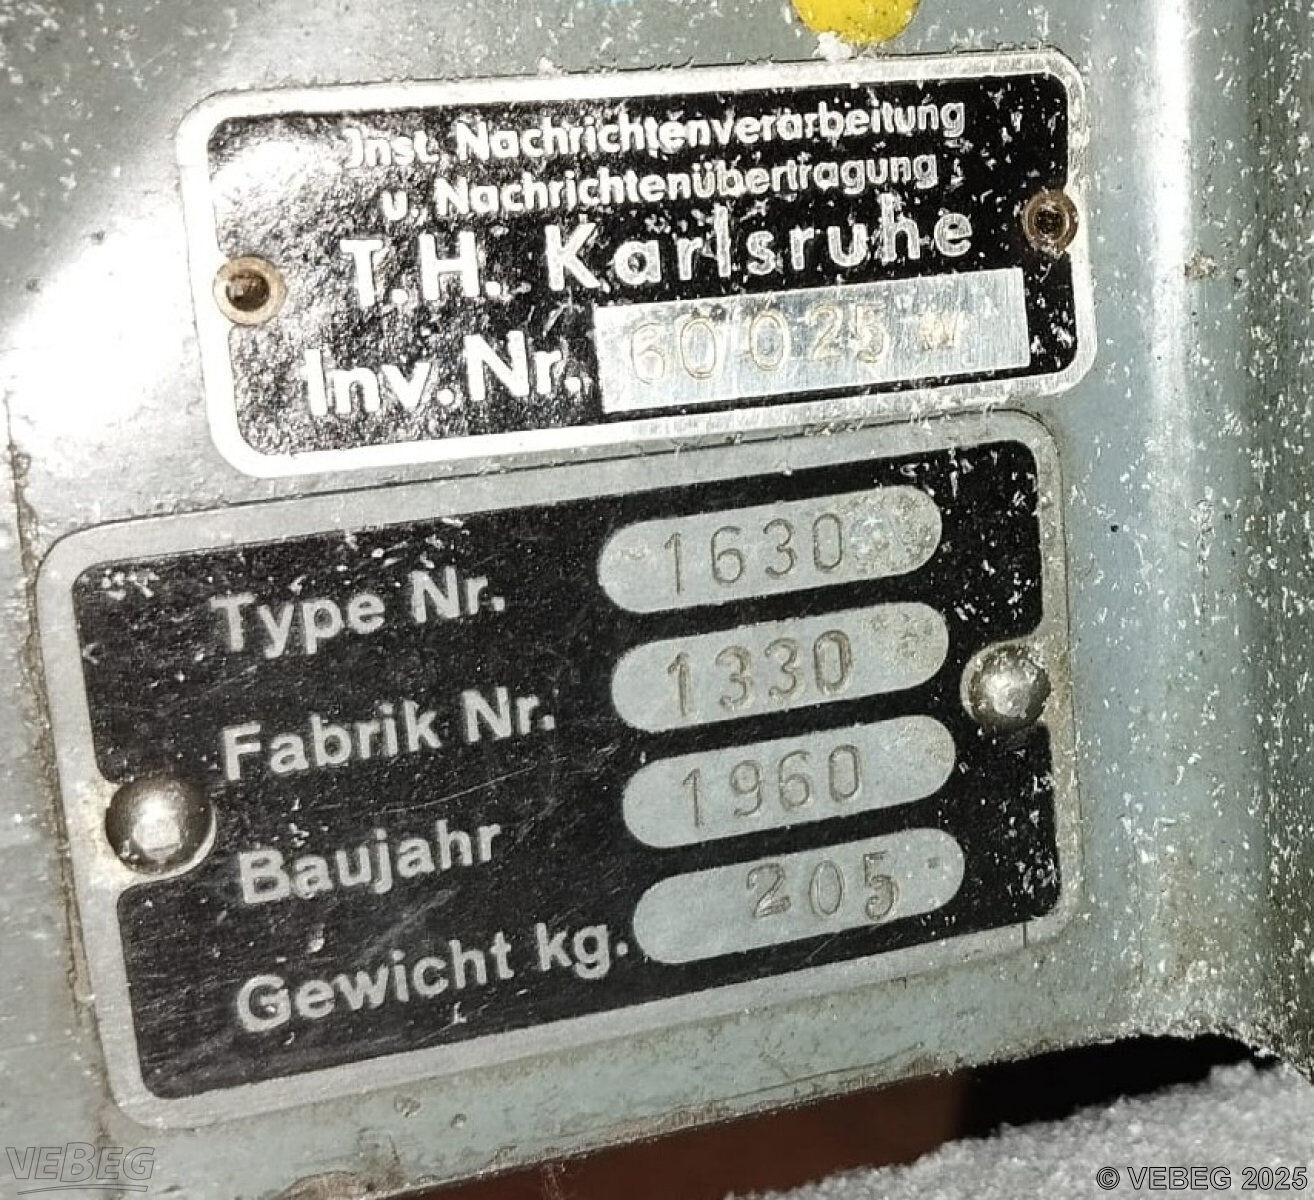 Inst. Nachrichtenverarbeitung
u. Nachrichtenübertragung
T.H. Karlsruhe
Inv.Nr. 60025 w
Type Nr. 1630
Fabrik Nr. 1330
Baujahr 1960
Gewicht kg. 205
VEBEG
© VEBEG 2025